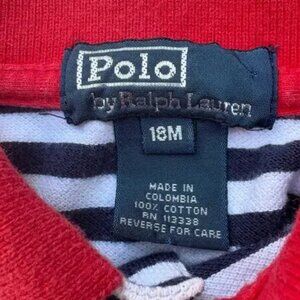 Polo
by Ralph Lauren
18M
MADE IN
COLOMBIA
100% COTTON
RN 113338
REVERSE FOR CARE